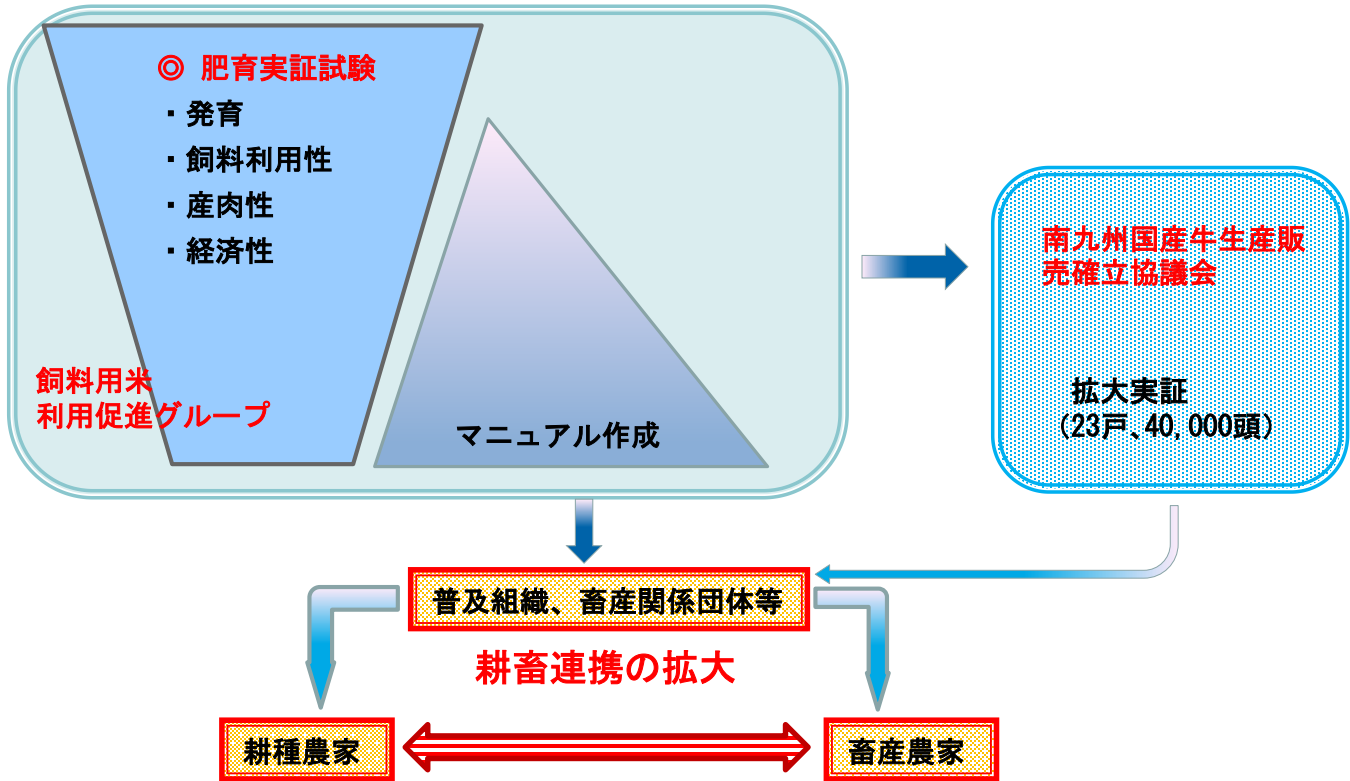 ◎ 肥育実証試験
・発育
・飼料利用性
・産肉性
・経済性
飼料用米
利用促進グループ
マニュアル作成
南九州国産牛生産販
売確立協議会
拡大実証
(23戸、40,000頭)
普及組織、畜産関係団体等
耕畜連携の拡大
耕種農家
畜産農家